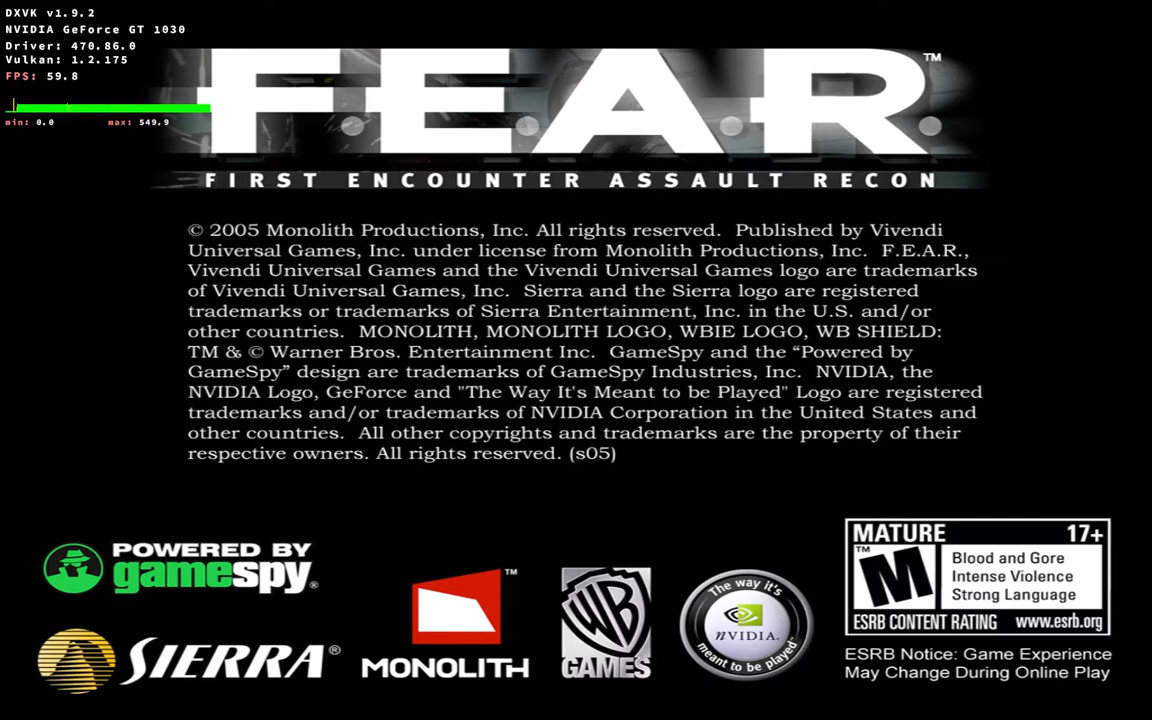 DXVK v1.9.2
NVIDIA GeForce GT 1030
Driver: 470.86.0
Vulkan: 1.2.175
FPS: 59.8
min: 0.0 max: 549.9
F.E.A.R.™
FIRST ENCOUNTER ASSAULT RECON
© 2005 Monolith Productions, Inc. All rights reserved.  Published by Vivendi
Universal Games, Inc. under license from Monolith Productions, Inc.  F.E.A.R.,
Vivendi Universal Games and the Vivendi Universal Games logo are trademarks
of Vivendi Universal Games, Inc.  Sierra and the Sierra logo are registered
trademarks or trademarks of Sierra Entertainment, Inc. in the U.S. and/or
other countries.  MONOLITH, MONOLITH LOGO, WBIE LOGO, WB SHIELD:
TM & © Warner Bros. Entertainment Inc.  GameSpy and the “Powered by
GameSpy” design are trademarks of GameSpy Industries, Inc.  NVIDIA, the
NVIDIA Logo, GeForce and "The Way It's Meant to be Played" Logo are registered
trademarks and/or trademarks of NVIDIA Corporation in the United States and
other countries.  All other copyrights and trademarks are the property of their
respective owners. All rights reserved. (s05)
POWERED BY
gamespy®
SIERRA®
MONOLITH™
WB
GAMES
The way it's
nVIDIA.
meant to be played™
MATURE 17+
M™
Blood and Gore
Intense Violence
Strong Language
ESRB CONTENT RATING www.esrb.org
ESRB Notice: Game Experience
May Change During Online Play